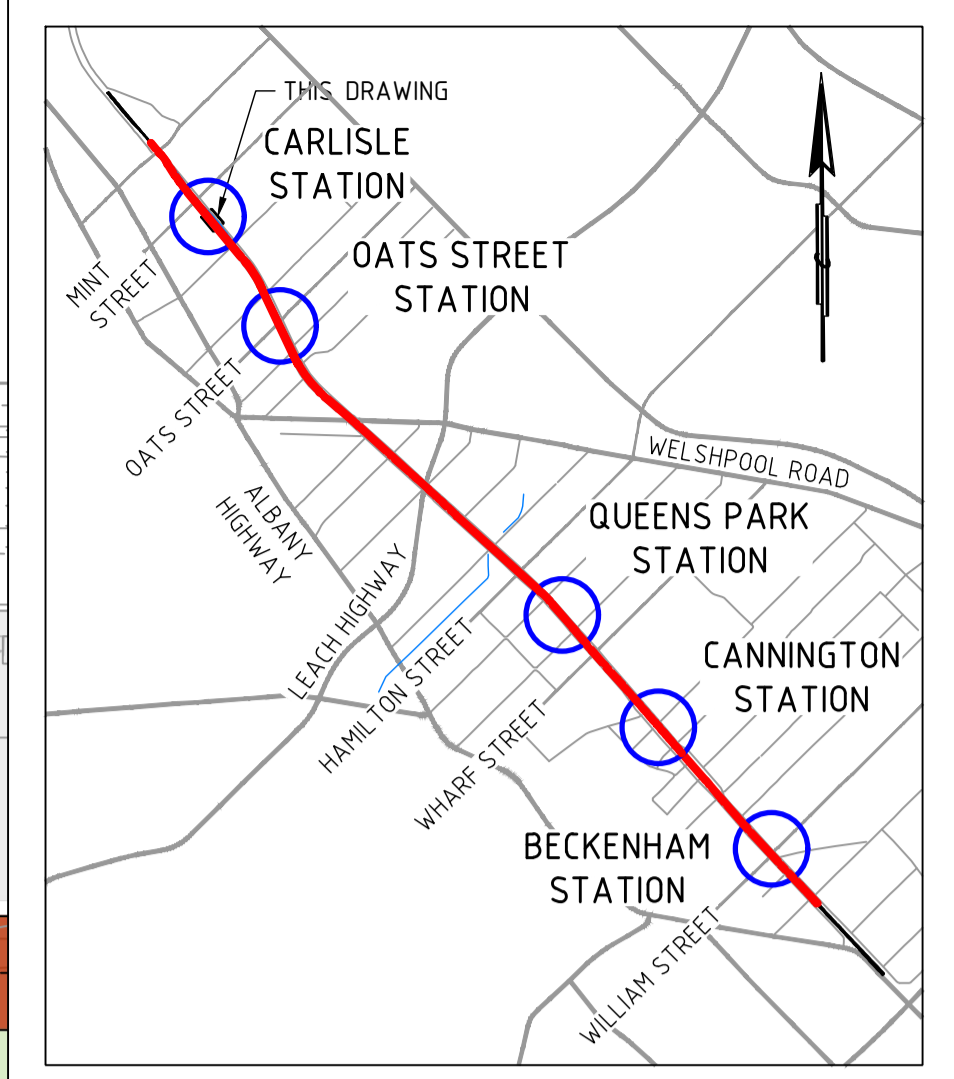 THIS DRAWING
CARLISLE
STATION
OATS STREET
STATION
MINT
STREET
OATS STREET
WELSHPOOL ROAD
ALBANY
HIGHWAY
QUEENS PARK
STATION
LEACH HIGHWAY
HAMILTON STREET
CANNINGTON
STATION
WHARF STREET
BECKENHAM
STATION
WILLIAM STREET